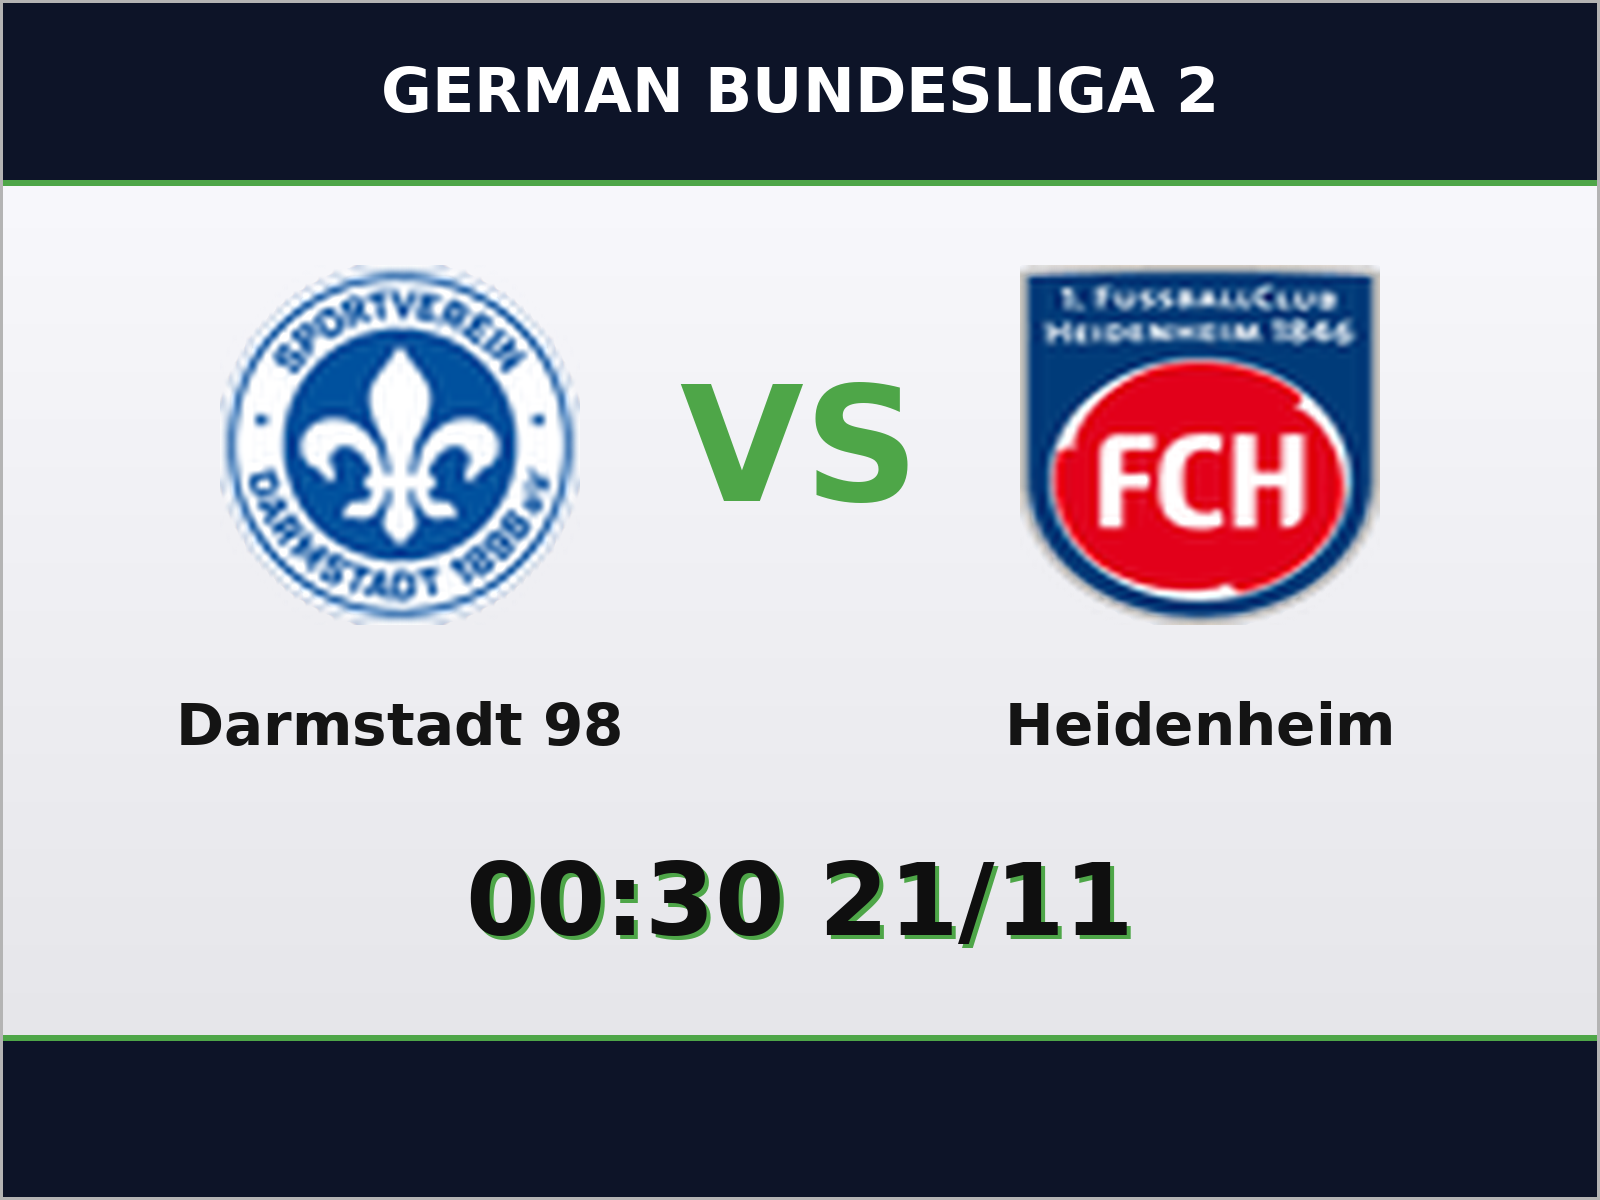 GERMAN BUNDESLIGA 2
SPORTVEREIN
DARMSTADT 1898 e.V.
VS
1. FUSSBALLCLUB
HEIDENHEIM 1846
FCH
Darmstadt 98
Heidenheim
00:30 21/11